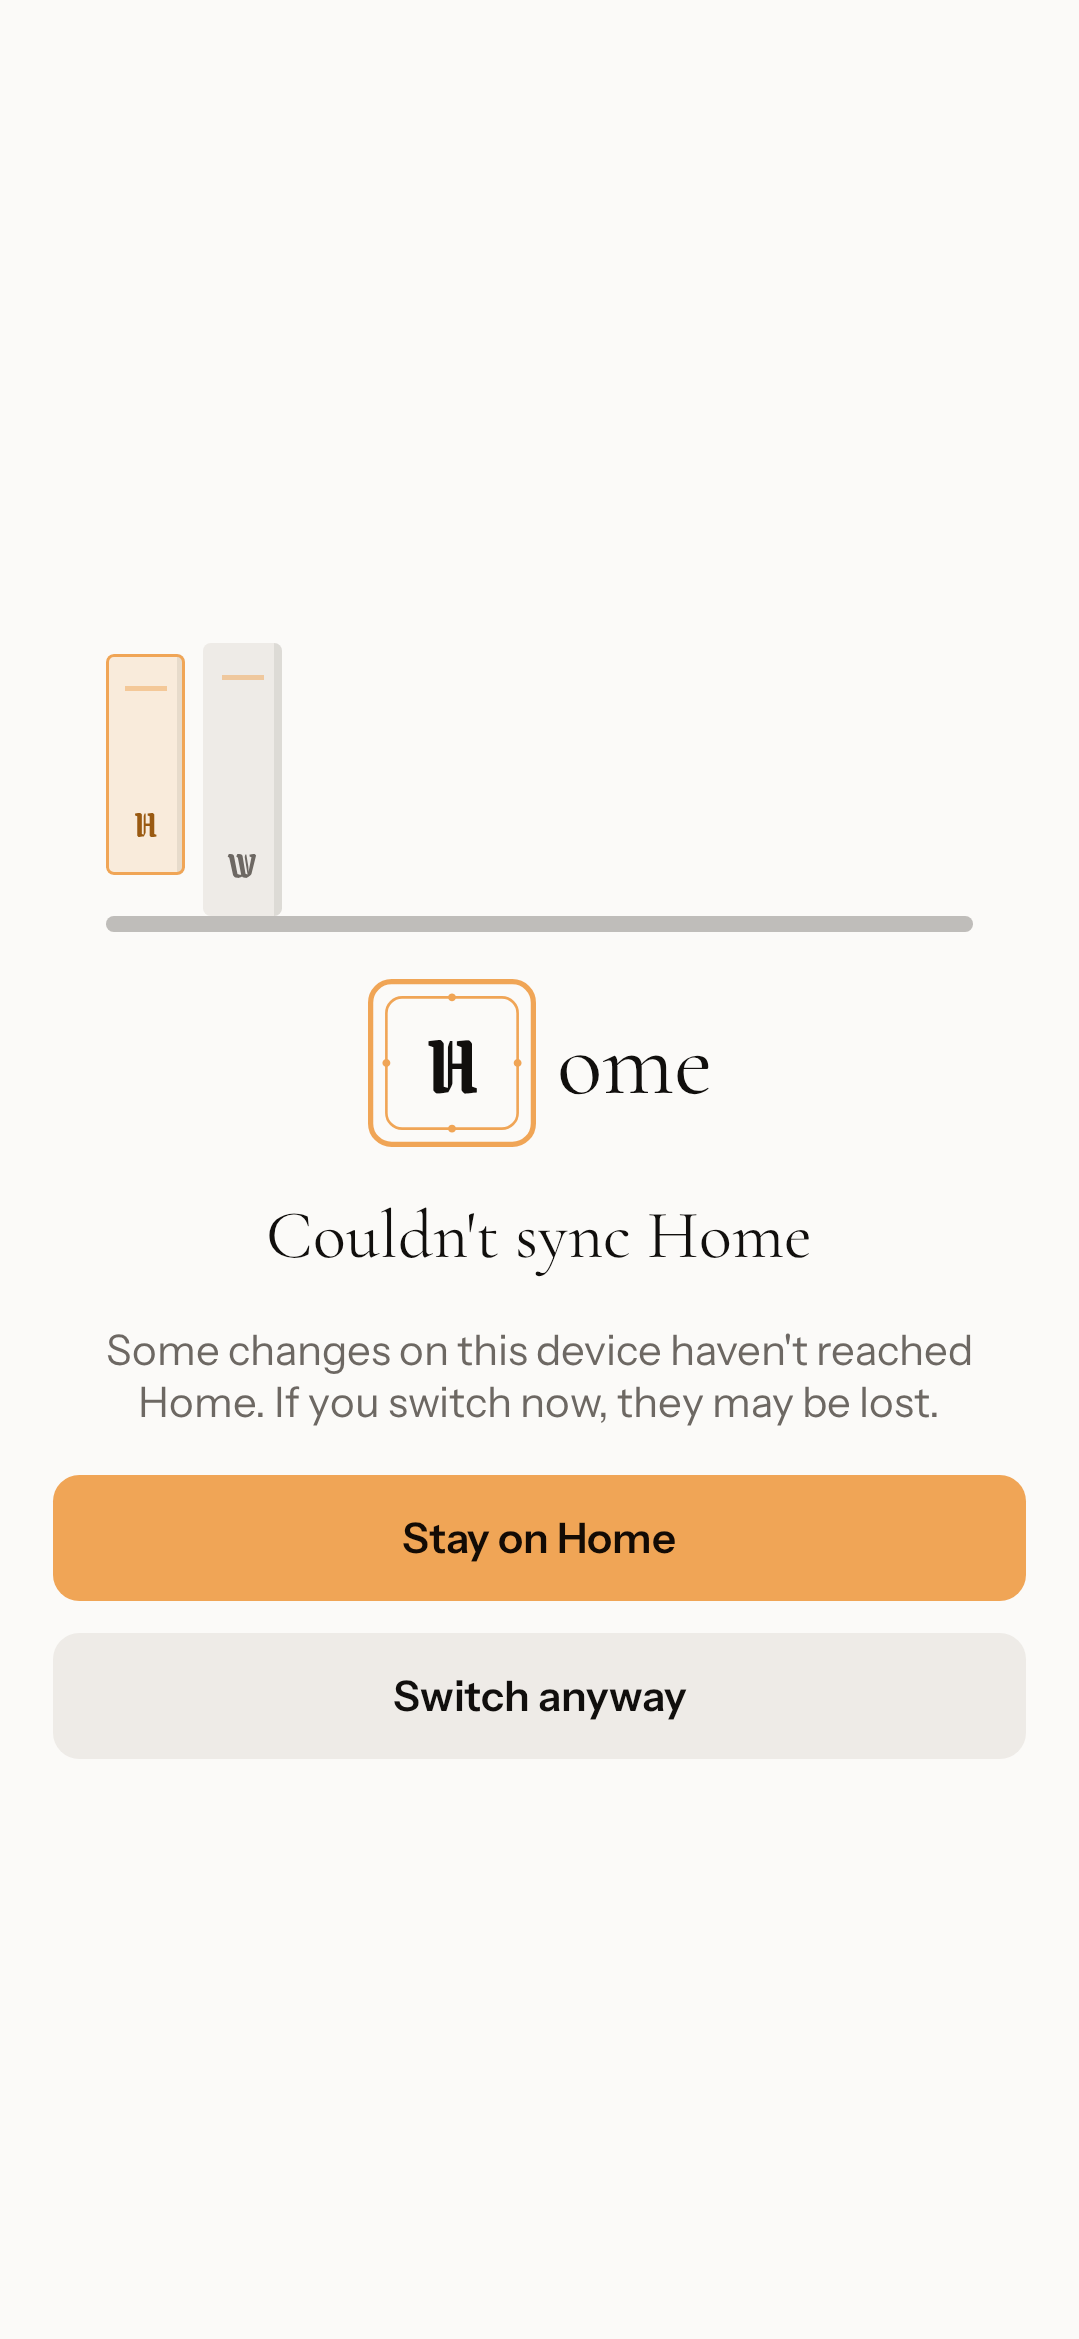 H
W
Home
Couldn't sync Home
Some changes on this device haven't reached
Home. If you switch now, they may be lost.
Stay on Home
Switch anyway